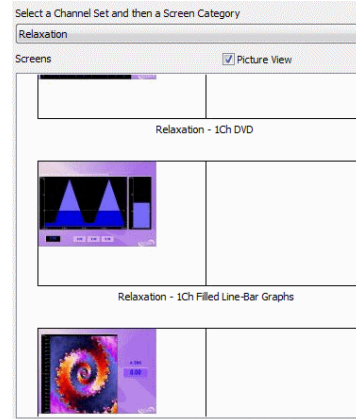 Select a Channel Set and then a Screen Category
Relaxation
Screens
Picture View
Relaxation - 1Ch DVD
Relaxation - 1Ch Filled Line-Bar Graphs